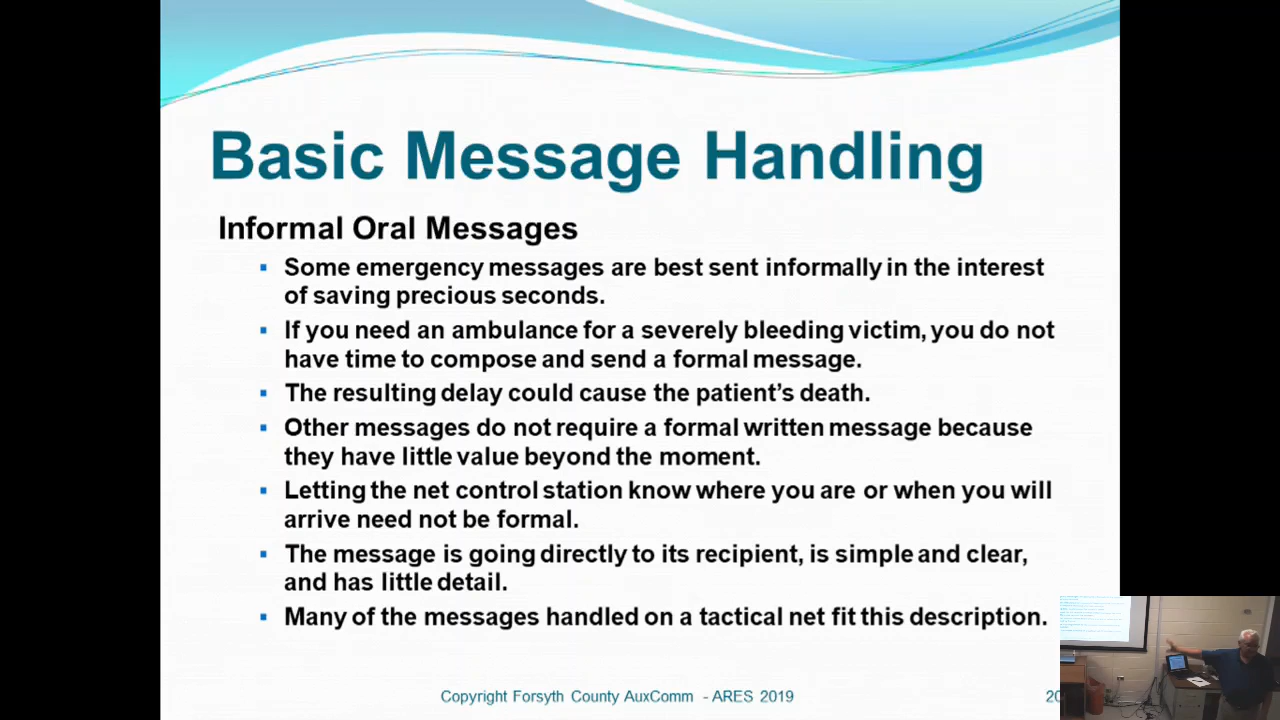 Basic Message Handling
Informal Oral Messages
▪ Some emergency messages are best sent informally in the interest
of saving precious seconds.
▪ If you need an ambulance for a severely bleeding victim, you do not
have time to compose and send a formal message.
▪ The resulting delay could cause the patient's death.
▪ Other messages do not require a formal written message because
they have little value beyond the moment.
▪ Letting the net control station know where you are or when you will
arrive need not be formal.
▪ The message is going directly to its recipient, is simple and clear,
and has little detail.
▪ Many of the messages handled on a tactical net fit this description.
Copyright Forsyth County AuxComm - ARES 2019